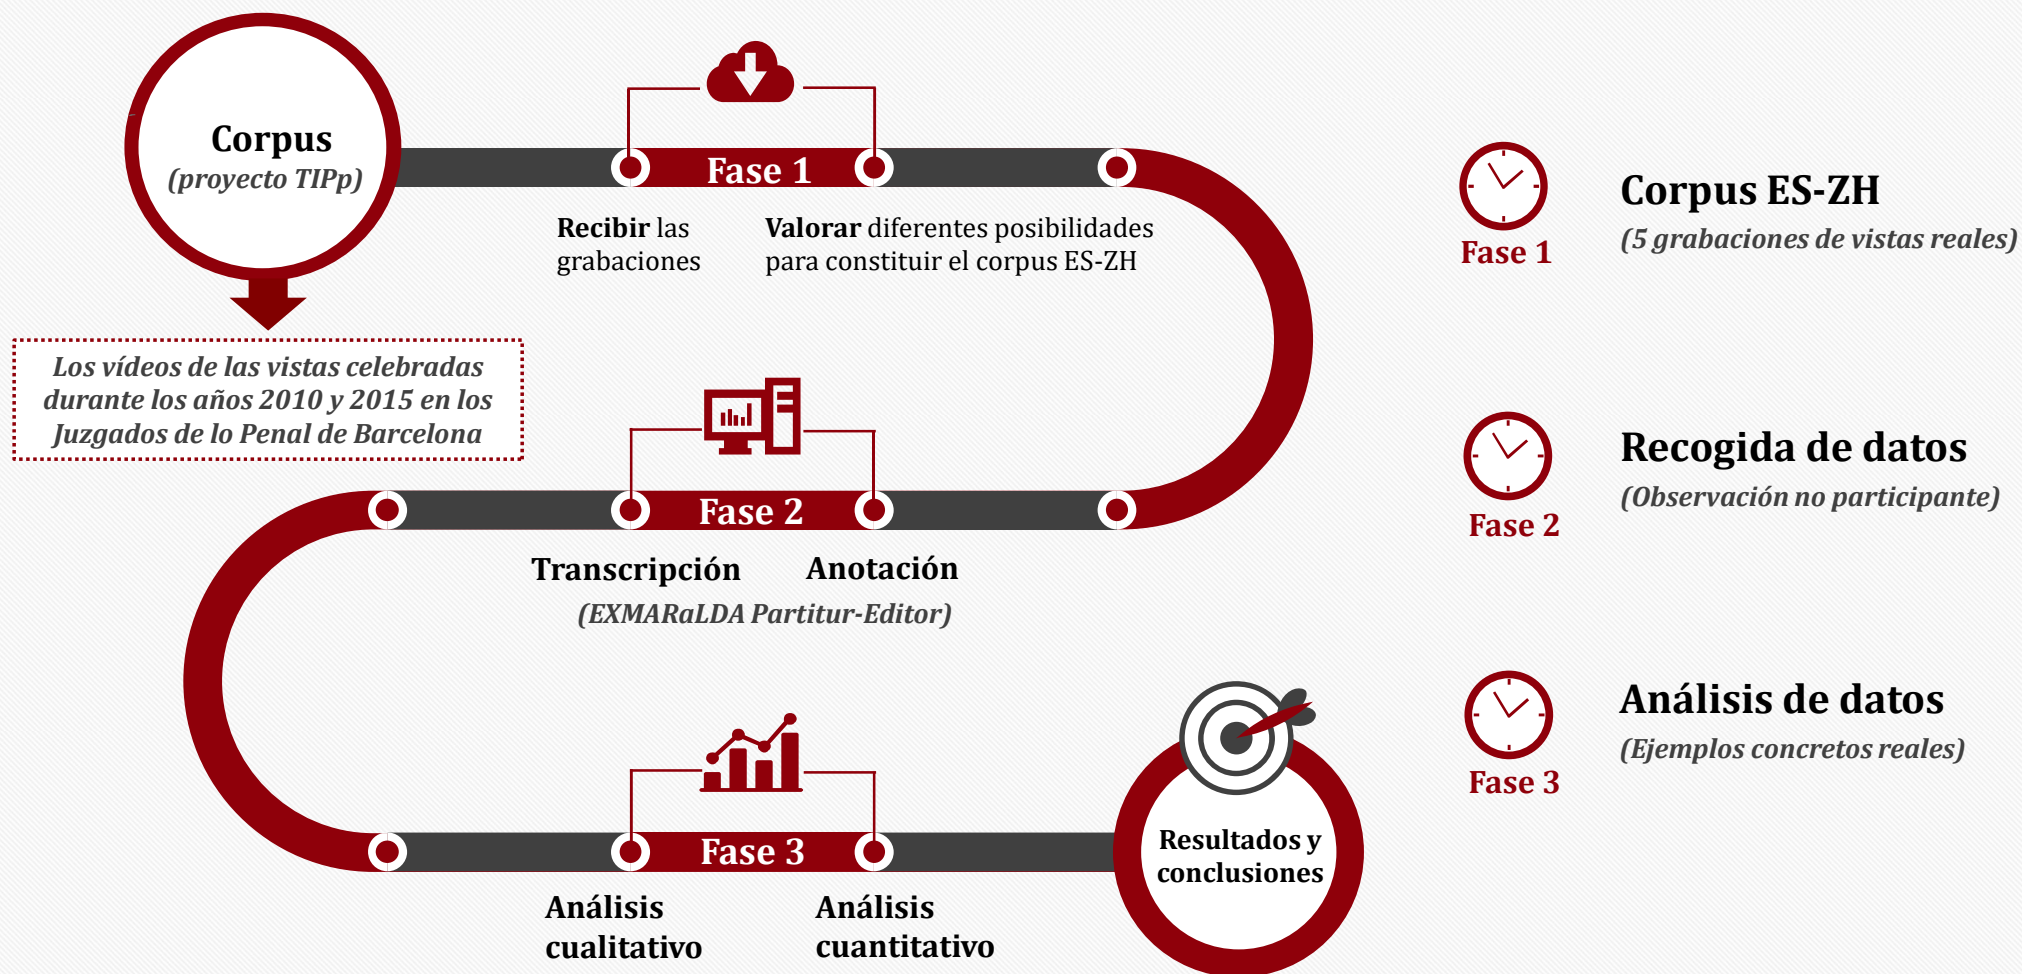 Corpus
(proyecto TIPp)
Los vídeos de las vistas celebradas
durante los años 2010 y 2015 en los
Juzgados de lo Penal de Barcelona
Fase 1
Recibir las
grabaciones
Valorar diferentes posibilidades
para constituir el corpus ES-ZH
Fase 2
Transcripción
Anotación
(EXMARaLDA Partitur-Editor)
Fase 3
Análisis
cualitativo
Análisis
cuantitativo
Resultados y
conclusiones
Fase 1
Corpus ES-ZH
(5 grabaciones de vistas reales)
Fase 2
Recogida de datos
(Observación no participante)
Fase 3
Análisis de datos
(Ejemplos concretos reales)